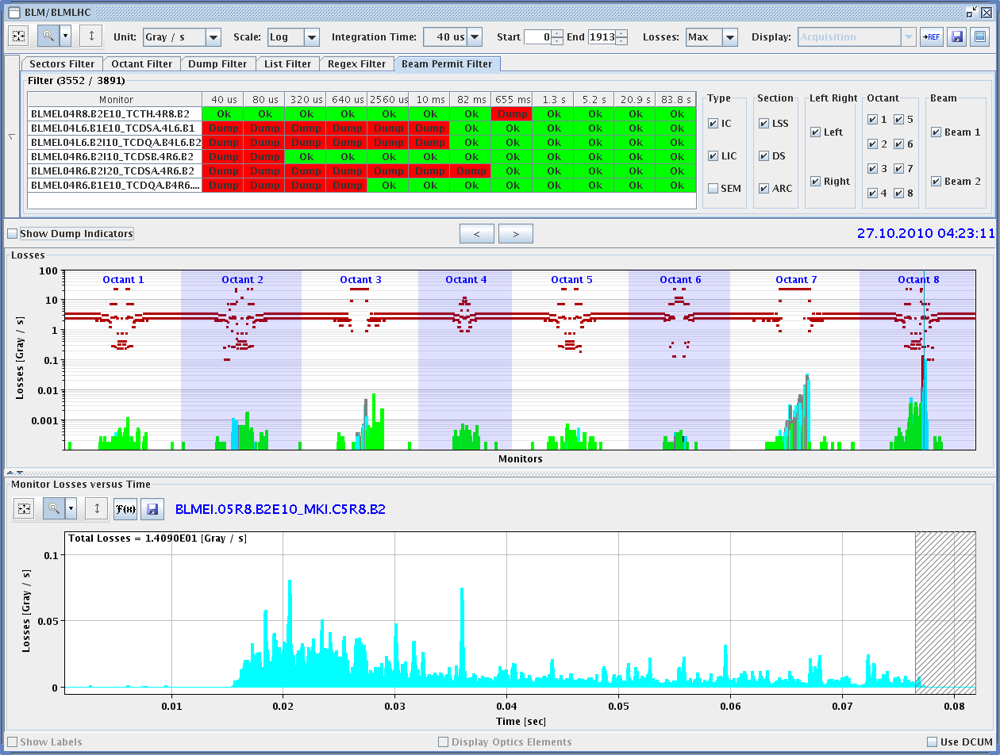 BLM/BLMLHC
Unit: Gray / s Scale: Log Integration Time: 40 us Start 0 End 1913 Losses: Max Display: Acquisition →REF
Sectors Filter Octant Filter Dump Filter List Filter Regex Filter Beam Permit Filter
Filter (3552 / 3891)
Monitor 40 us 80 us 320 us 640 us 2560 us 10 ms 82 ms 655 ms 1.3 s 5.2 s 20.9 s 83.8 s
BLMEI.04R8.B2E10_TCTH.4R8.B2 Ok Ok Ok Ok Ok Ok Ok Dump Ok Ok Ok Ok
BLMEI.04L6.B1E10_TCDSA.4L6.B1 Dump Dump Dump Dump Dump Dump Ok Ok Ok Ok Ok Ok
BLMEI.04L6.B2I10_TCDQA.B4L6.B2 Dump Dump Dump Dump Dump Dump Ok Ok Ok Ok Ok Ok
BLMEI.04R6.B2I10_TCDSB.4R6.B2 Dump Dump Ok Ok Ok Ok Ok Ok Ok Ok Ok Ok
BLMEI.04R6.B2I20_TCDSA.4R6.B2 Dump Dump Dump Dump Dump Dump Dump Ok Ok Ok Ok Ok
BLMEI.04R6.B1E10_TCDQA.B4R6.... Dump Dump Dump Dump Ok Ok Ok Ok Ok Ok Ok Ok
Type Section Left Right Octant Beam
IC LSS Left 1 5 Beam 1
LIC DS 2 6
SEM ARC Right 3 7 Beam 2
4 8
Show Dump Indicators < > 27.10.2010 04:23:11
Losses
Octant 1 Octant 2 Octant 3 Octant 4 Octant 5 Octant 6 Octant 7 Octant 8
100
10
1
0.1
0.01
0.001
Losses [Gray / s]
Monitors
Monitor Losses versus Time
F(x) BLMEI.05R8.B2E10_MKI.C5R8.B2
Total Losses = 1.4090E01 [Gray / s]
0.1
0.05
0
Losses [Gray / s]
0.01 0.02 0.03 0.04 0.05 0.06 0.07 0.08
Time [sec]
Show Labels Display Optics Elements Use DCUM